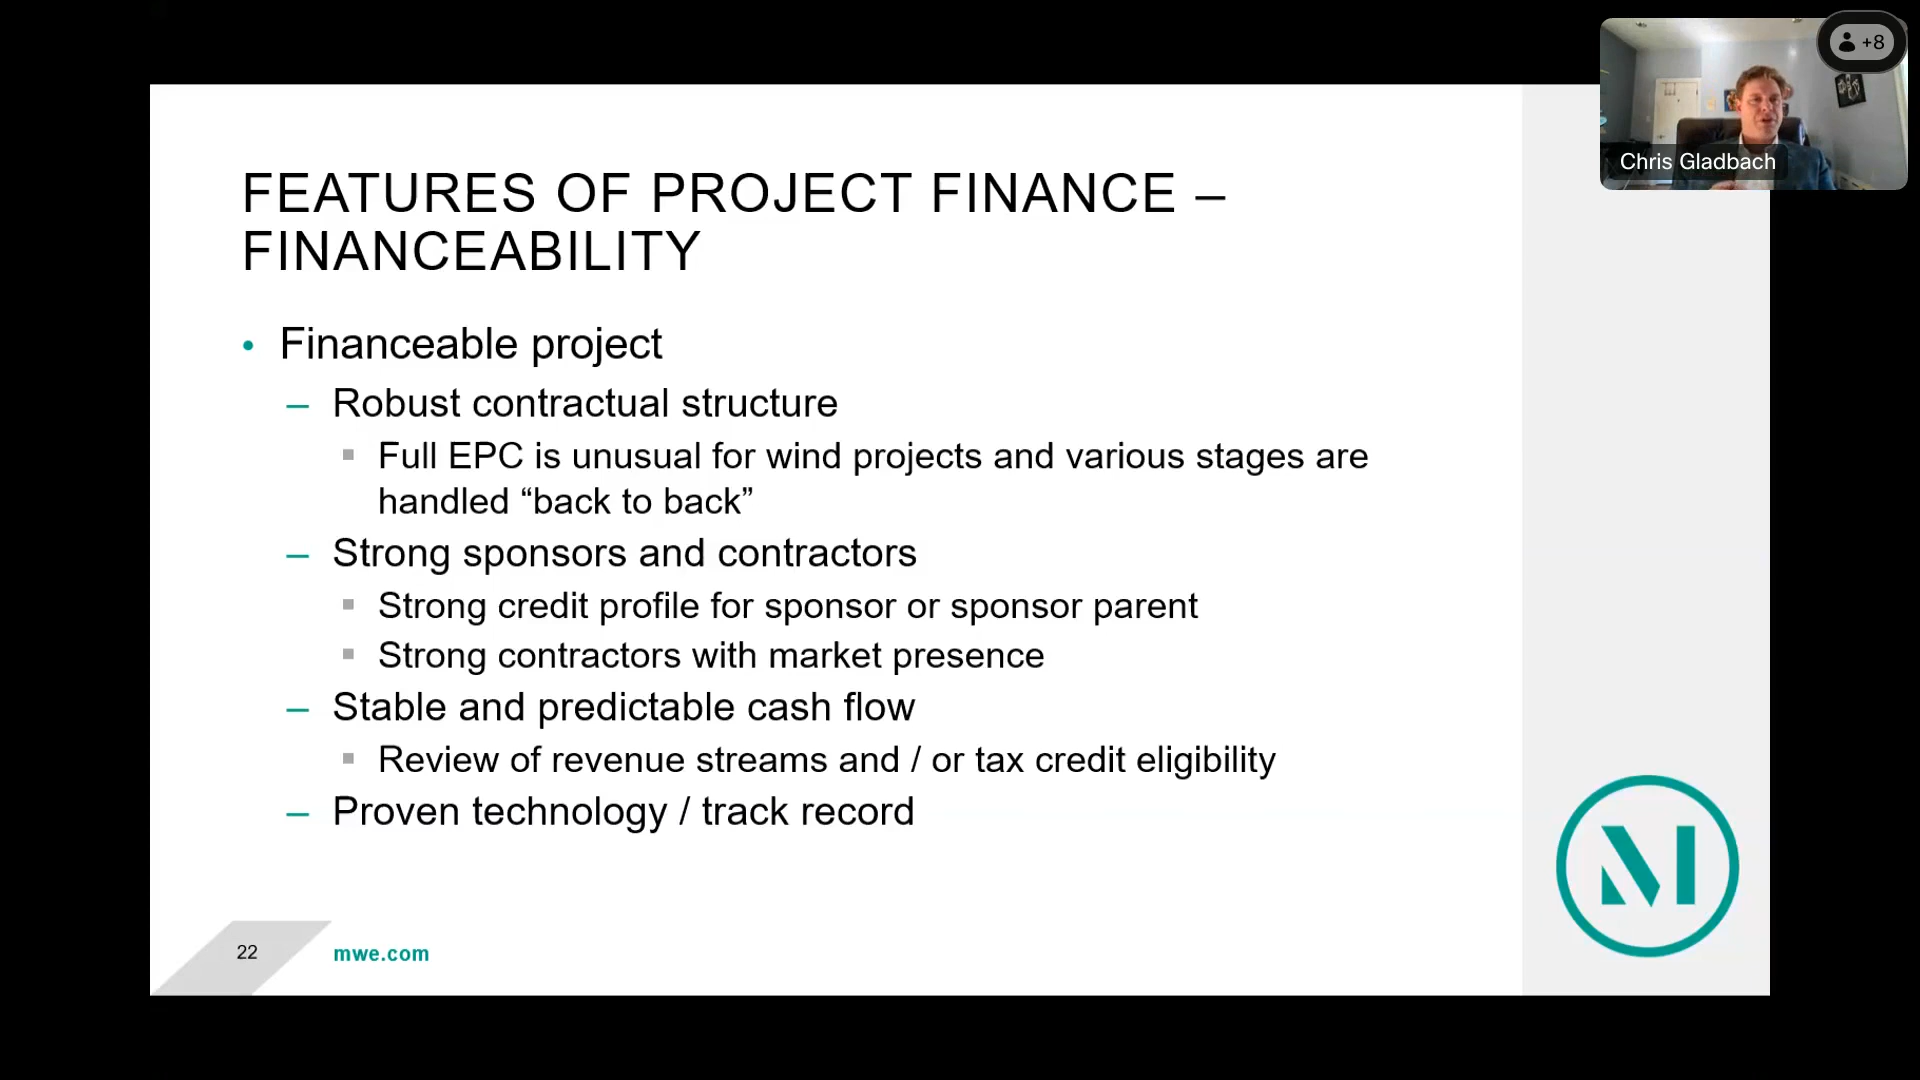 +8
Chris Gladbach
FEATURES OF PROJECT FINANCE –
FINANCEABILITY
• Financeable project
– Robust contractual structure
▪ Full EPC is unusual for wind projects and various stages are
handled “back to back”
– Strong sponsors and contractors
▪ Strong credit profile for sponsor or sponsor parent
▪ Strong contractors with market presence
– Stable and predictable cash flow
▪ Review of revenue streams and / or tax credit eligibility
– Proven technology / track record
22
mwe.com
M